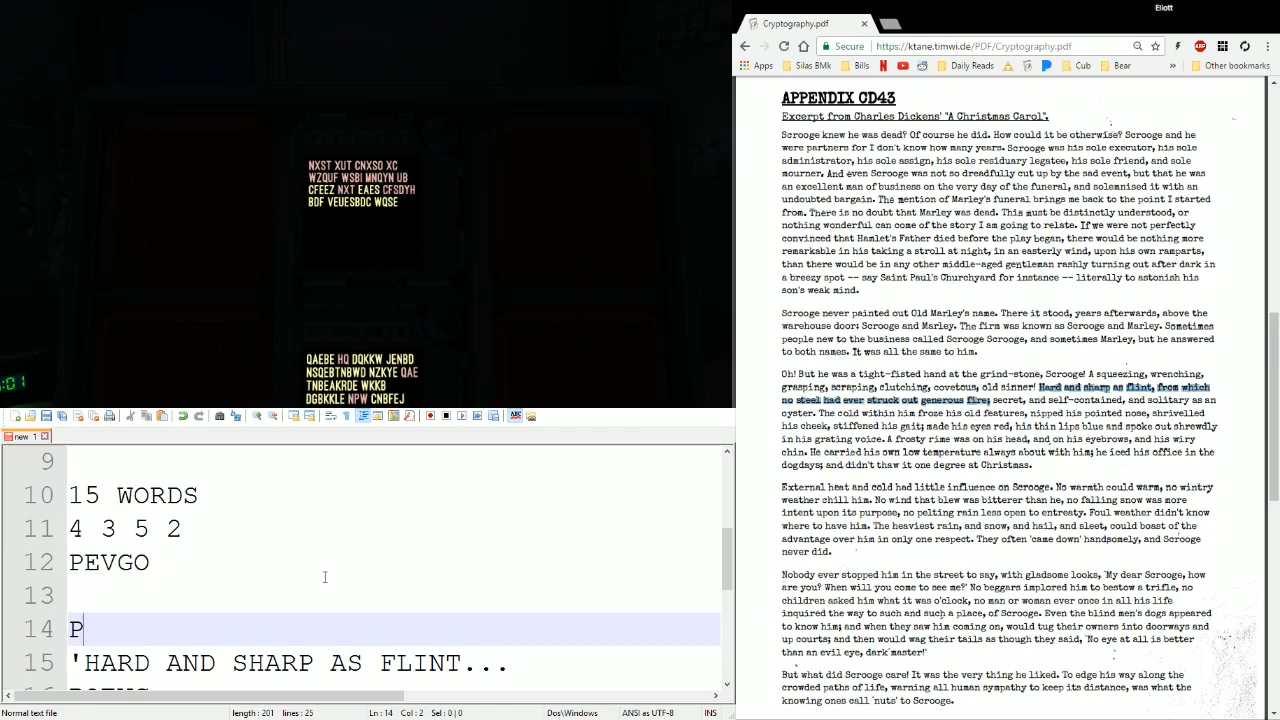 Eliott
Cryptography.pdf
Secure
https://ktane.timwi.de/PDF/Cryptography.pdf
Apps
Silas BMk
Bills
Daily Reads
Cub
Bear
»
Other bookmarks
NXST XUT CNXSO XC
WZQUF WSBI MNQYN UB
CFEEZ NXT EAES CFSDYH
BDF VEUESBDC WQSE
QAEBE HQ DQKKW JENBD
NSQEBTNBWD NZKYE QAE
TNBEAKRDE WKKB
DGBKKLE NPW CNBFEJ
:01
new 1
9
10 15 WORDS
11 4 3 5 2
12 PEVGO
13
14 P
15 'HARD AND SHARP AS FLINT...
Normal text file
length: 201 lines: 25
Ln: 14 Col: 2 Sel: 0 | 0
Dos\Windows
ANSI as UTF-8
INS
APPENDIX CD43
Excerpt from Charles Dickens' "A Christmas Carol".
Scrooge knew he was dead? Of course he did. How could it be otherwise? Scrooge and he
were partners for I don't know how many years. Scrooge was his sole executor, his sole
administrator, his sole assign, his sole residuary legatee, his sole friend, and sole
mourner. And even Scrooge was not so dreadfully cut up by the sad event, but that he was
an excellent man of business on the very day of the funeral, and solemnised it with an
undoubted bargain. The mention of Marley's funeral brings me back to the point I started
from. There is no doubt that Marley was dead. This must be distinctly understood, or
nothing wonderful can come of the story I am going to relate. If we were not perfectly
convinced that Hamlet's Father died before the play began, there would be nothing more
remarkable in his taking a stroll at night, in an easterly wind, upon his own ramparts,
than there would be in any other middle-aged gentleman rashly turning out after dark in
a breezy spot -- say Saint Paul's Churchyard for instance -- literally to astonish his
son's weak mind.
Scrooge never painted out Old Marley's name. There it stood, years afterwards, above the
warehouse door: Scrooge and Marley. The firm was known as Scrooge and Marley. Sometimes
people new to the business called Scrooge Scrooge, and sometimes Marley, but he answered
to both names. It was all the same to him.
Oh! But he was a tight-fisted hand at the grind-stone, Scrooge! A squeezing, wrenching,
grasping, scraping, clutching, covetous, old sinner! Hard and sharp as flint, from which
no steel had ever struck out generous fire; secret, and self-contained, and solitary as an
oyster. The cold within him froze his old features, nipped his pointed nose, shrivelled
his cheek, stiffened his gait; made his eyes red, his thin lips blue and spoke out shrewdly
in his grating voice. A frosty rime was on his head, and on his eyebrows, and his wiry
chin. He carried his own low temperature always about with him; he iced his office in the
dogdays; and didn't thaw it one degree at Christmas.
External heat and cold had little influence on Scrooge. No warmth could warm, no wintry
weather chill him. No wind that blew was bitterer than he, no falling snow was more
intent upon its purpose, no pelting rain less open to entreaty. Foul weather didn't know
where to have him. The heaviest rain, and snow, and hail, and sleet, could boast of the
advantage over him in only one respect. They often 'came down' handsomely, and Scrooge
never did.
Nobody ever stopped him in the street to say, with gladsome looks, 'My dear Scrooge, how
are you? When will you come to see me?' No beggars implored him to bestow a trifle, no
children asked him what it was o'clock, no man or woman ever once in all his life
inquired the way to such and such a place, of Scrooge. Even the blind men's dogs appeared
to know him; and when they saw him coming on, would tug their owners into doorways and
up courts; and then would wag their tails as though they said, 'No eye at all is better
than an evil eye, dark master!'
But what did Scrooge care! It was the very thing he liked. To edge his way along the
crowded paths of life, warning all human sympathy to keep its distance, was what the
knowing ones call 'nuts' to Scrooge.